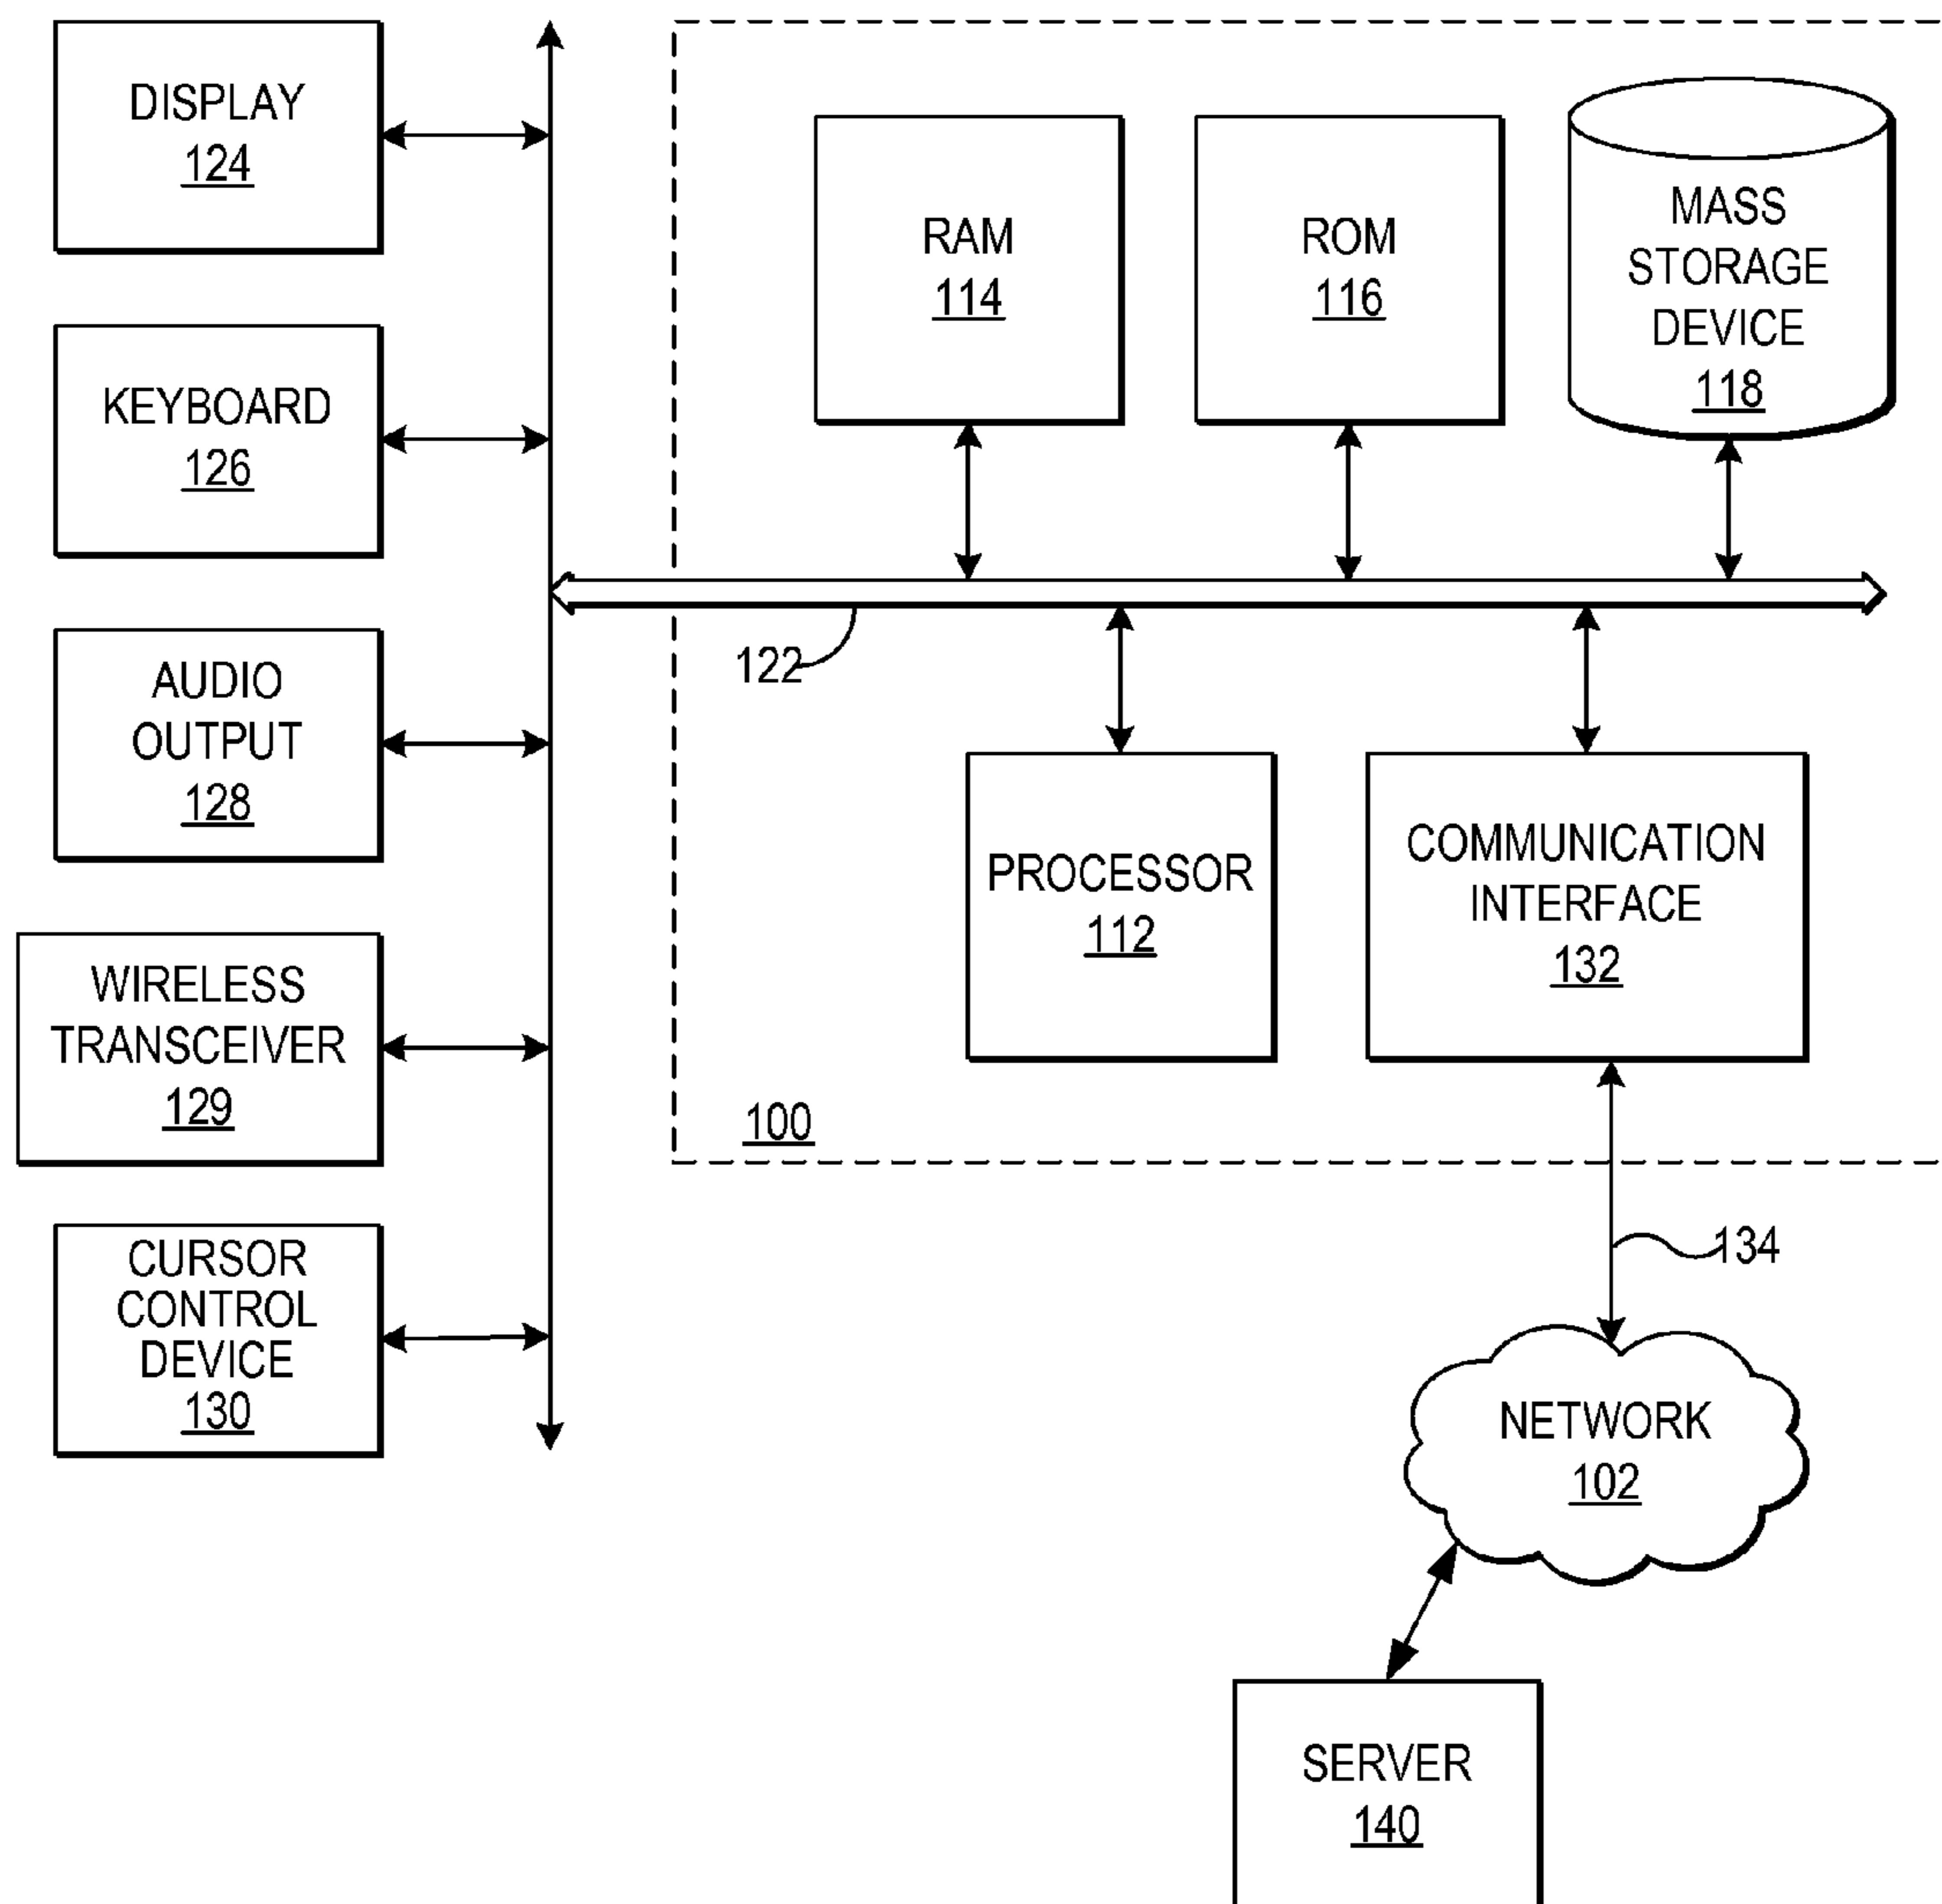 DISPLAY
124
KEYBOARD
126
AUDIO
OUTPUT
128
WIRELESS
TRANSCEIVER
129
CURSOR
CONTROL
DEVICE
130
RAM
114
ROM
116
MASS
STORAGE
DEVICE
118
122
PROCESSOR
112
COMMUNICATION
INTERFACE
132
100
134
NETWORK
102
SERVER
140